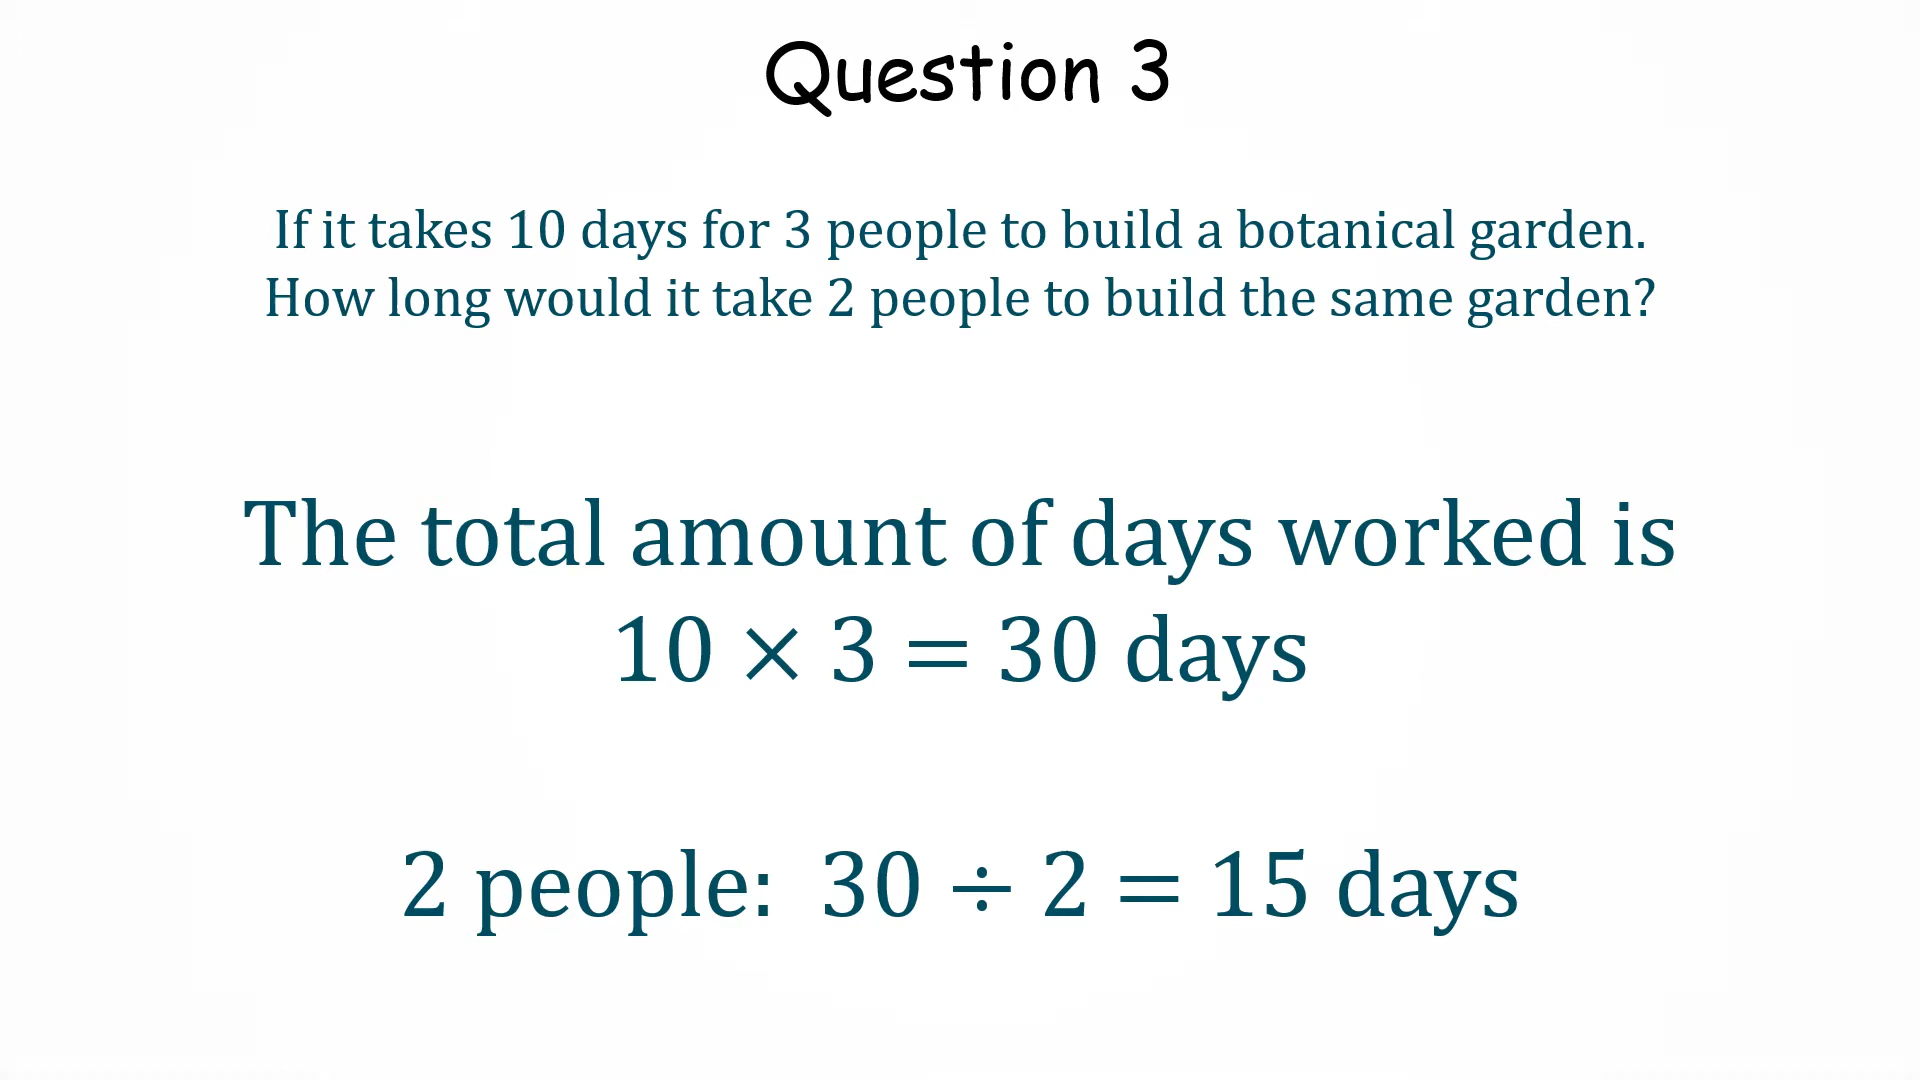 Question 3
If it takes 10 days for 3 people to build a botanical garden.
How long would it take 2 people to build the same garden?
The total amount of days worked is
10 × 3 = 30 days
2 people: 30 ÷ 2 = 15 days